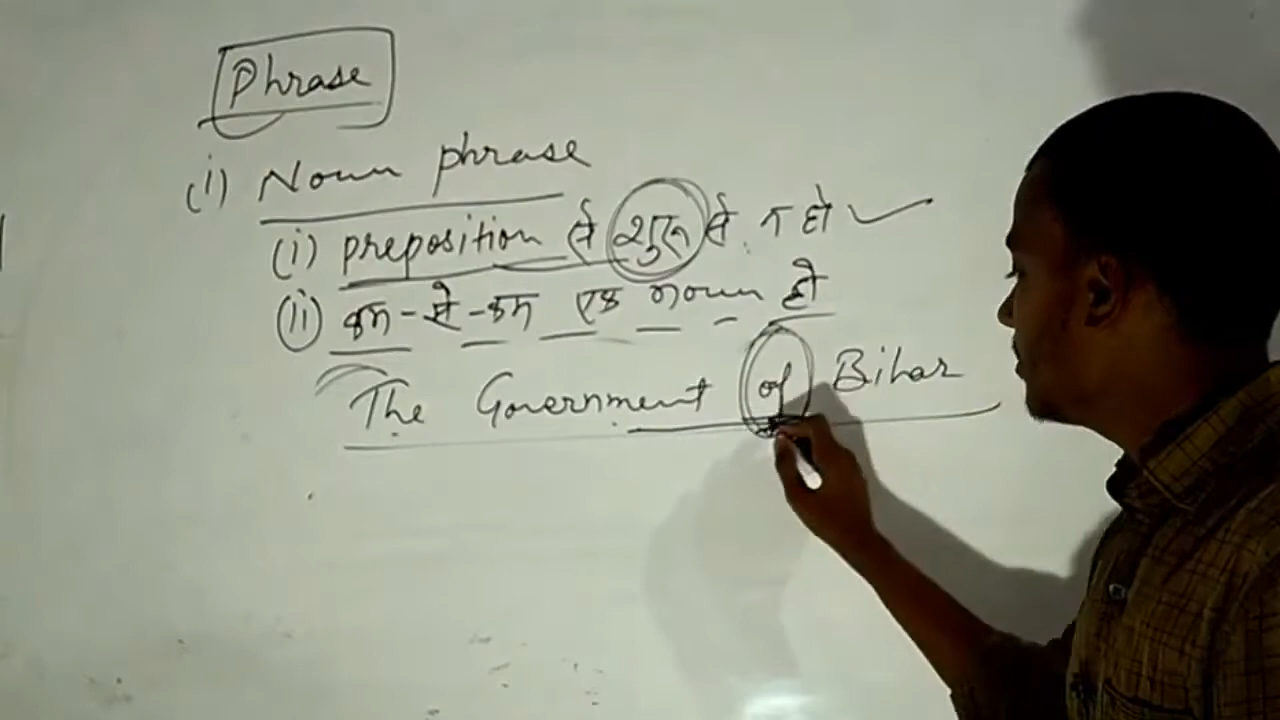 Phrase
(i) Noun phrase
(i) preposition से शुरू से न हो ✓
(ii) कम-से-कम एक noun हो
The Government of Bihar